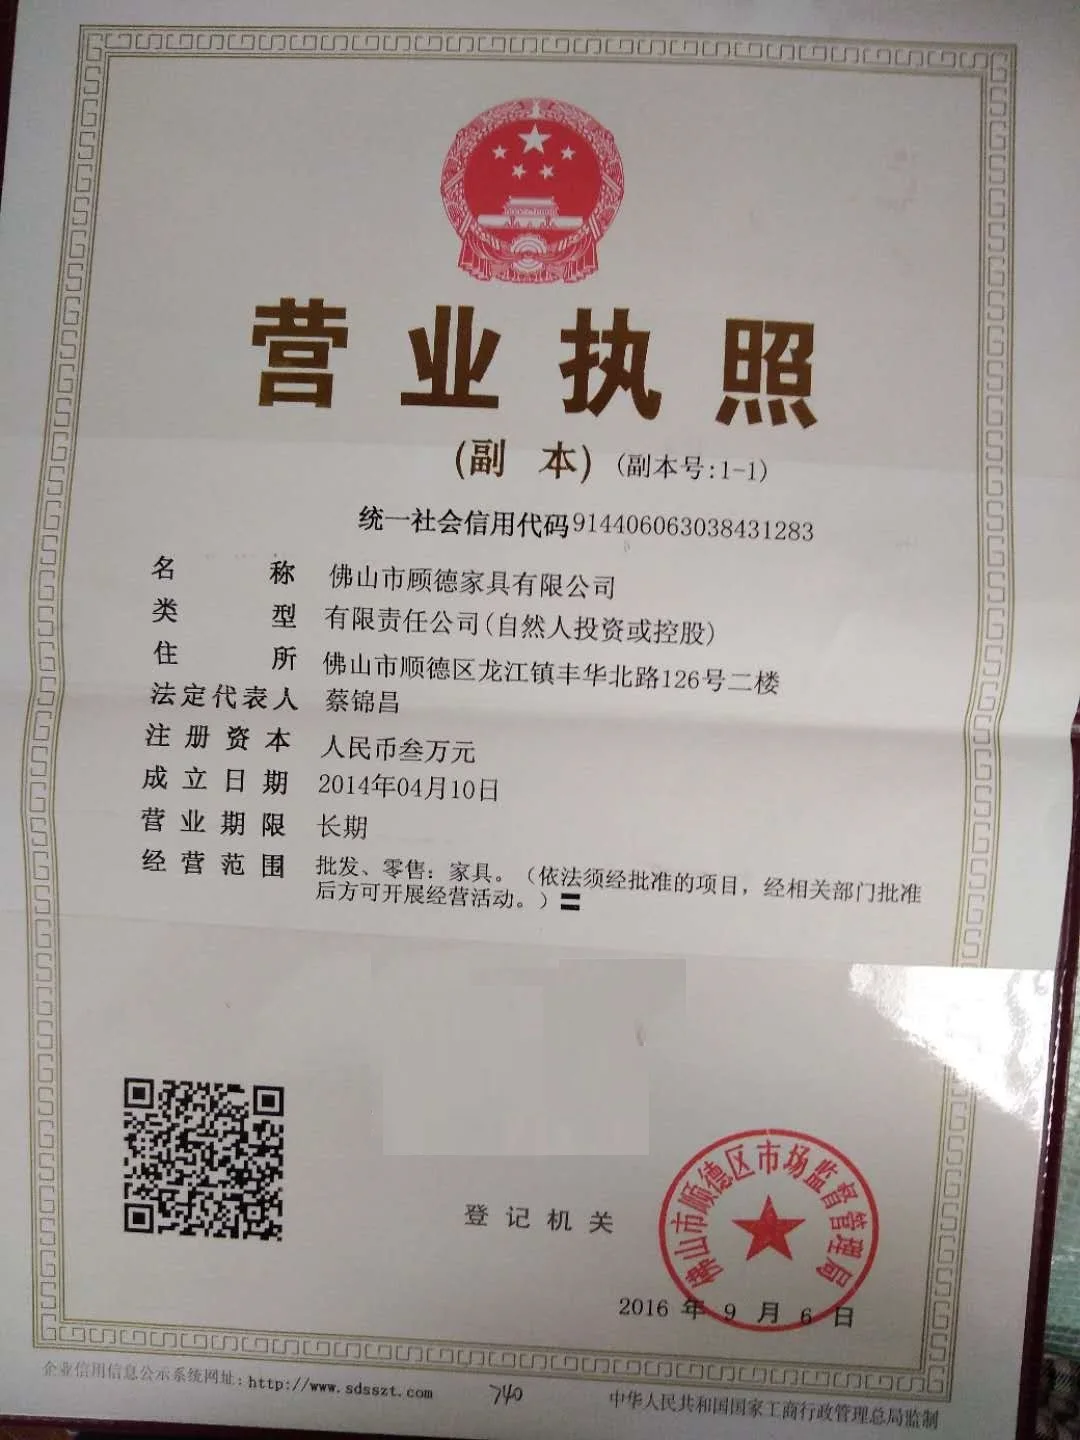 营业执照
(副 本) (副本号:1-1)
统一社会信用代码914406063038431283
名 称 佛山市顾德家具有限公司
类 型 有限责任公司(自然人投资或控股)
住 所 佛山市顺德区龙江镇丰华北路126号二楼
法定代表人 蔡锦昌
注册资本 人民币叁万元
成立日期 2014年04月10日
营业期限 长期
经营范围 批发、零售:家具。(依法须经批准的项目,经相关部门批准
后方可开展经营活动。)〓
登记机关
佛山市顺德区市场监督管理局
2016 年 9 月 6 日
企业信用信息公示系统网址:http://www.sdsszt.com
740
中华人民共和国国家工商行政管理总局监制